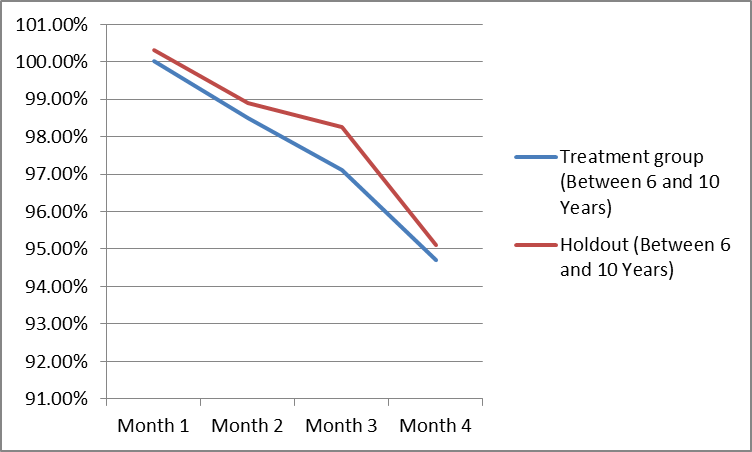 101.00%
100.00%
99.00%
98.00%
97.00%
96.00%
95.00%
94.00%
93.00%
92.00%
91.00%
Month 1 Month 2 Month 3 Month 4
Treatment group
(Between 6 and 10
Years)
Holdout (Between 6
and 10 Years)